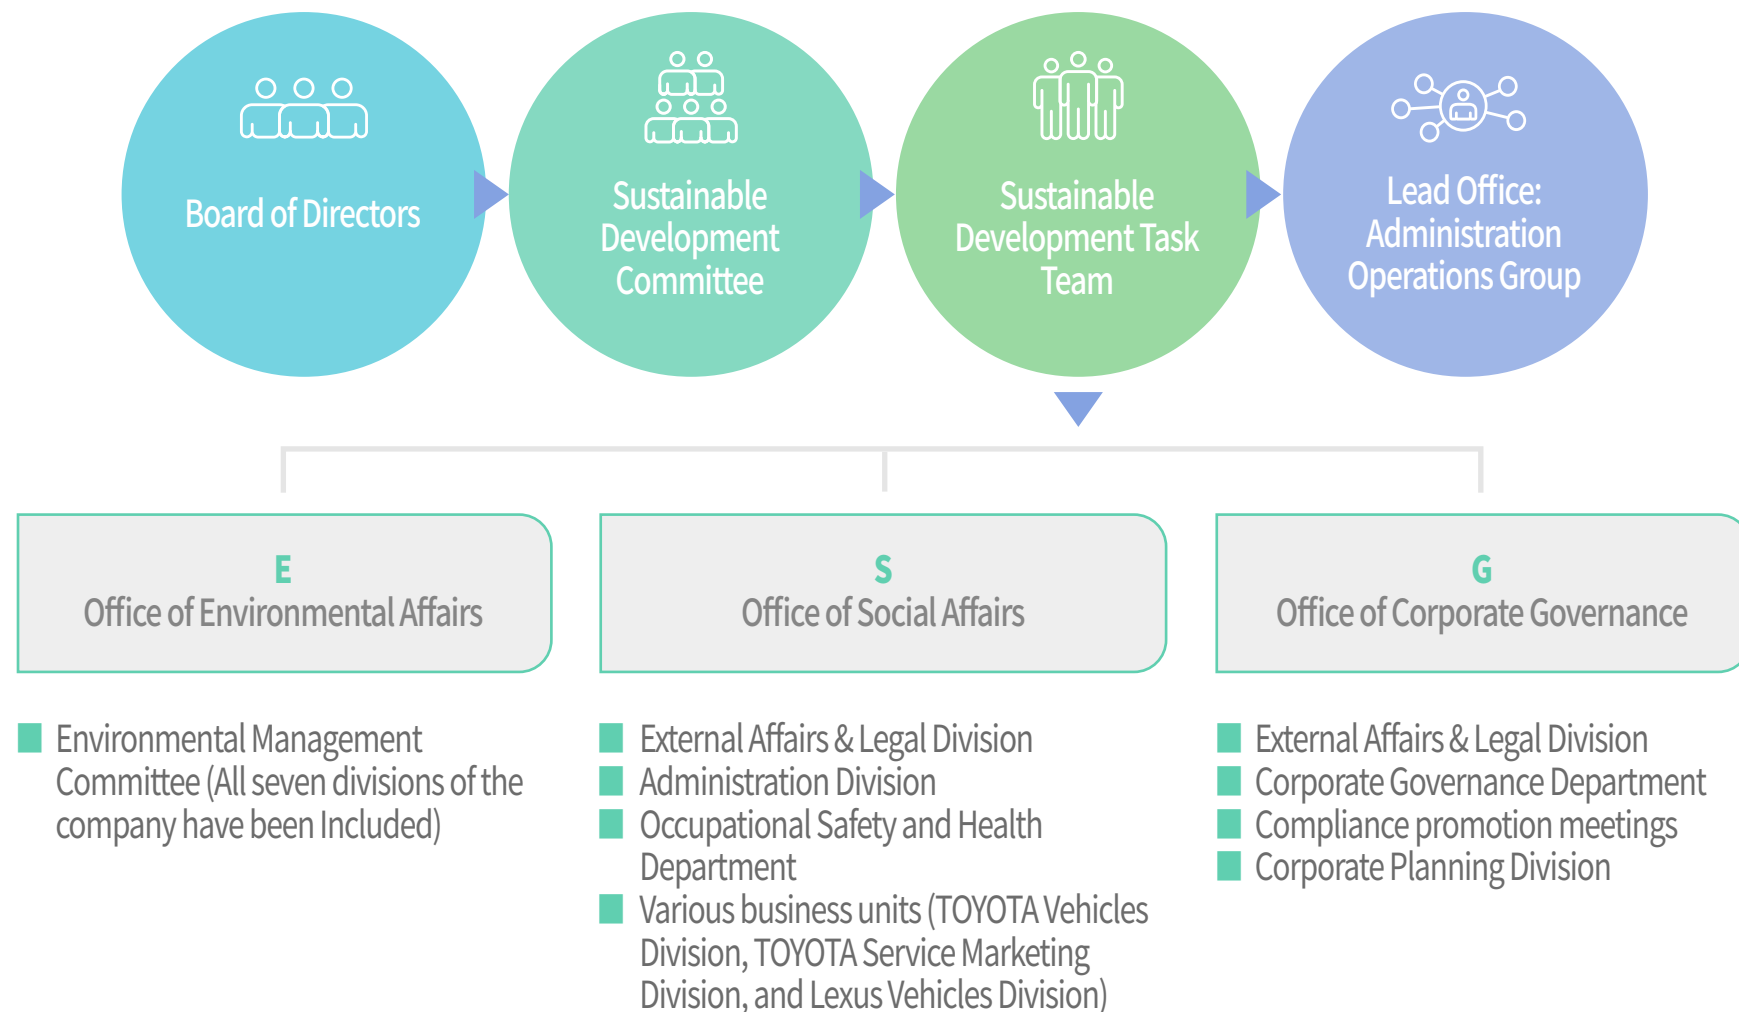 Board of Directors
Sustainable
Development
Committee
Sustainable
Development Task
Team
Lead Office:
Administration
Operations Group
E
Office of Environmental Affairs
S
Office of Social Affairs
G
Office of Corporate Governance
Environmental Management
Committee (All seven divisions of the
company have been Included)
External Affairs & Legal Division
Administration Division
Occupational Safety and Health
Department
Various business units (TOYOTA Vehicles
Division, TOYOTA Service Marketing
Division, and Lexus Vehicles Division)
External Affairs & Legal Division
Corporate Governance Department
Compliance promotion meetings
Corporate Planning Division